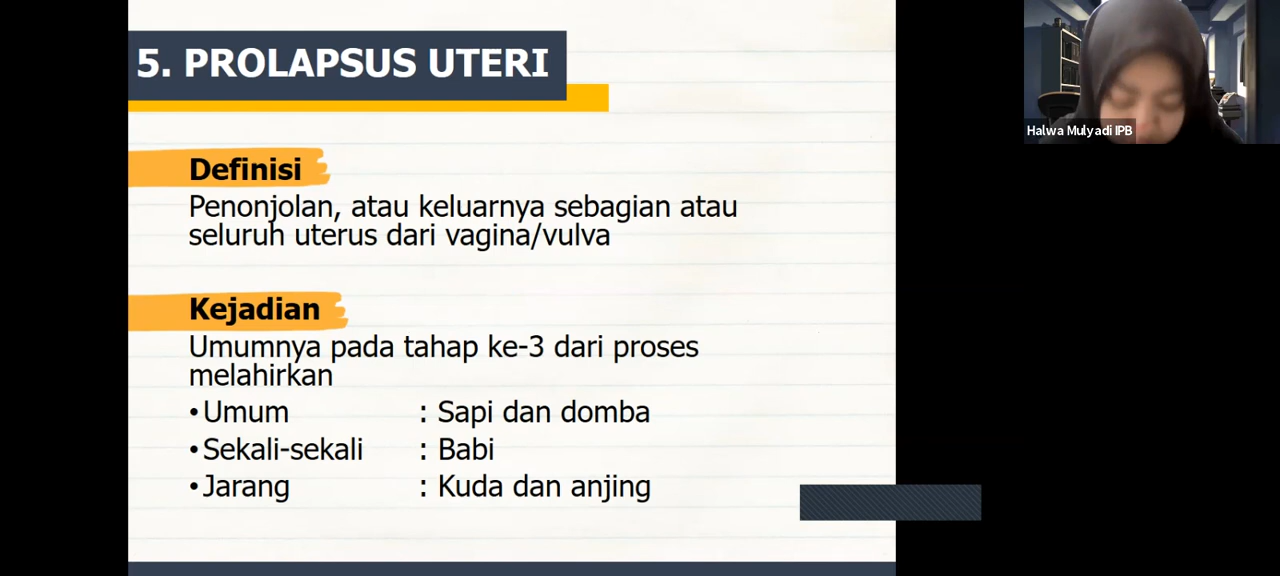 5. PROLAPSUS UTERI
Definisi
Penonjolan, atau keluarnya sebagian atau
seluruh uterus dari vagina/vulva
Kejadian
Umumnya pada tahap ke-3 dari proses
melahirkan
•Umum : Sapi dan domba
•Sekali-sekali : Babi
•Jarang : Kuda dan anjing
Halwa Mulyadi IPB